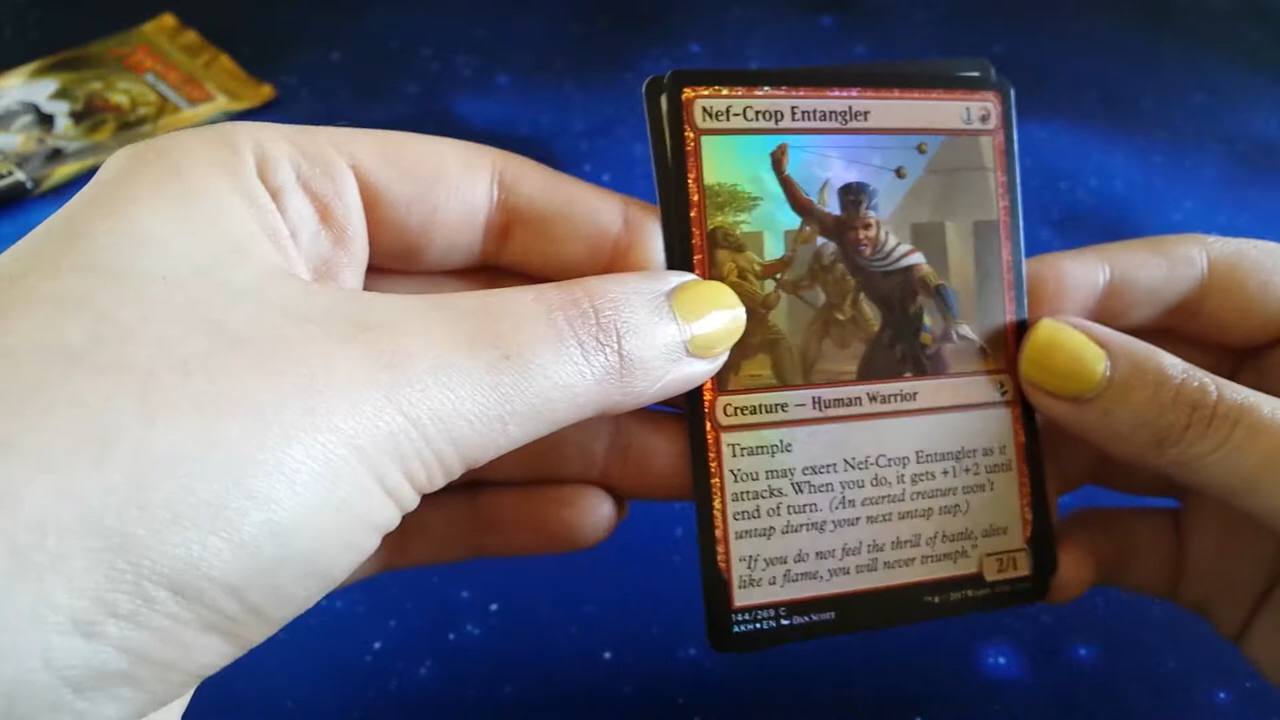 Nef-Crop Entangler 1
Creature — Human Warrior
Trample
You may exert Nef-Crop Entangler as it
attacks. When you do, it gets +1/+2 until
end of turn. (An exerted creature won't
untap during your next untap step.)
"If you do not feel the thrill of battle, alive
like a flame, you will never triumph."
2/1
144/269 C
AKH★EN Dan Scott